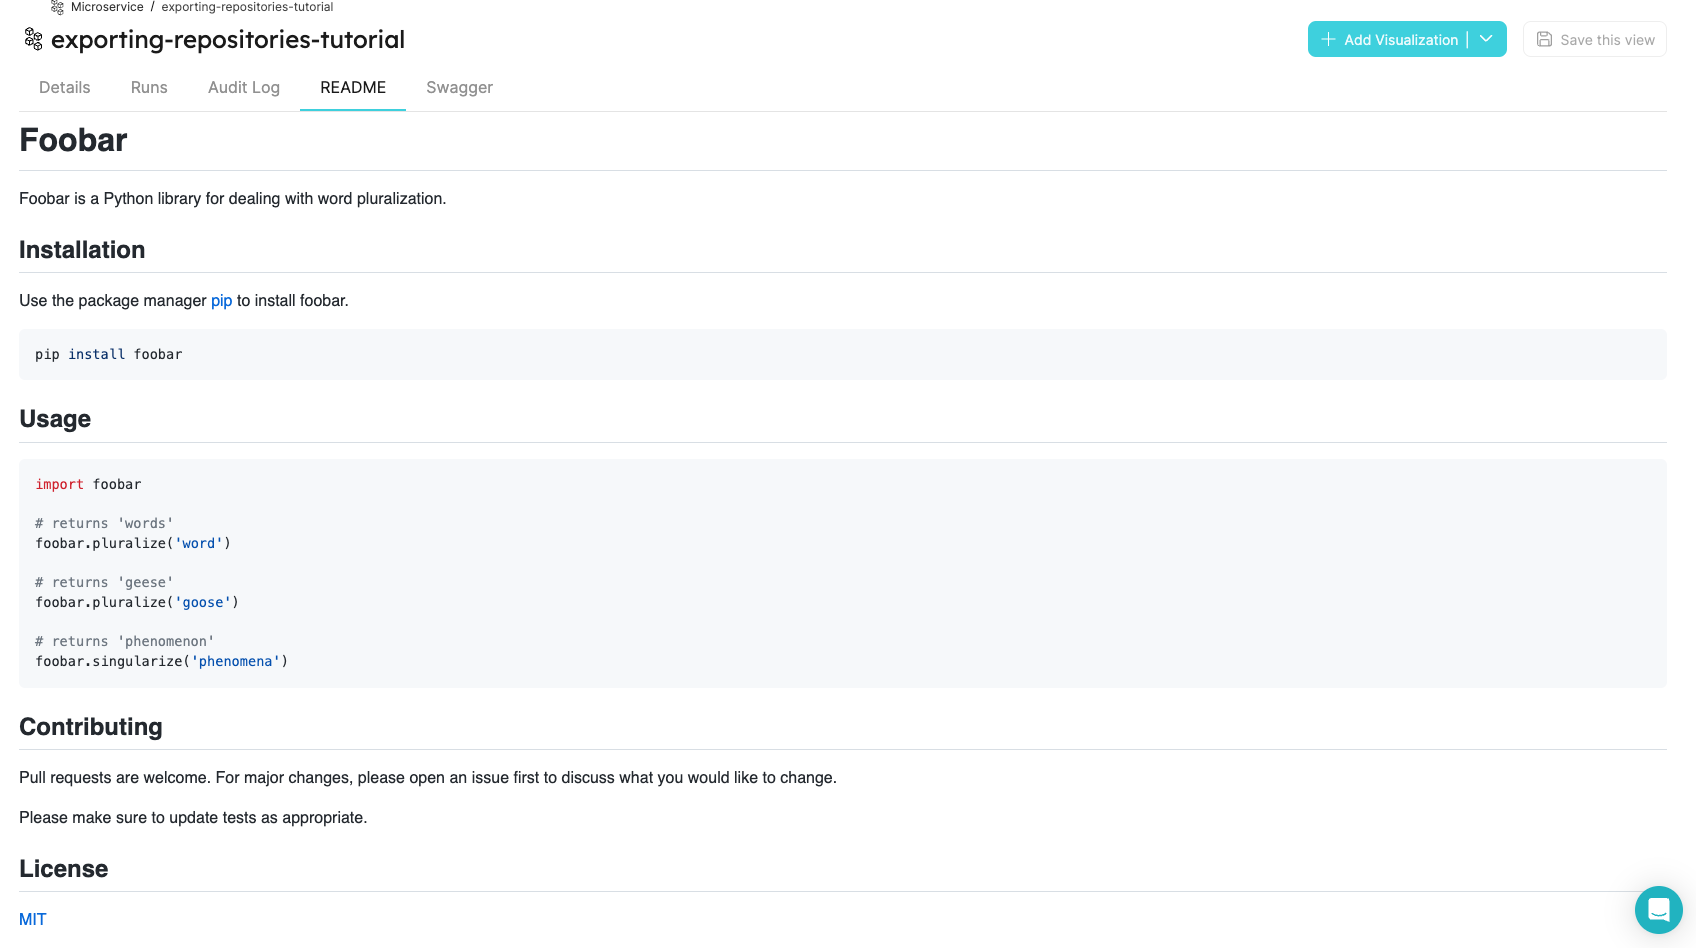 Microservice / exporting-repositories-tutorial
exporting-repositories-tutorial
Add Visualization |
Save this view
Details Runs Audit Log README Swagger
Foobar
Foobar is a Python library for dealing with word pluralization.
Installation
Use the package manager pip to install foobar.
pip install foobar
Usage
import foobar
# returns 'words'
foobar.pluralize('word')
# returns 'geese'
foobar.pluralize('goose')
# returns 'phenomenon'
foobar.singularize('phenomena')
Contributing
Pull requests are welcome. For major changes, please open an issue first to discuss what you would like to change.
Please make sure to update tests as appropriate.
License
MIT